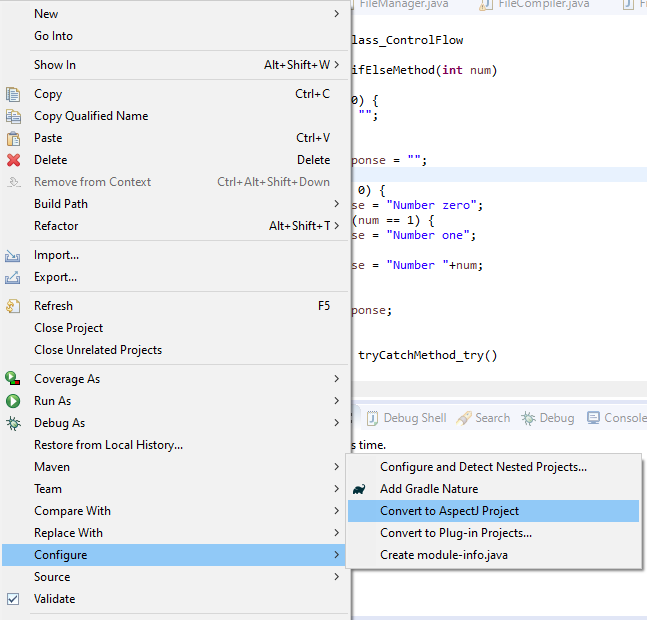 New
Go Into
Show In Alt+Shift+W
Copy Ctrl+C
Copy Qualified Name
Paste Ctrl+V
Delete Delete
Remove from Context Ctrl+Alt+Shift+Down
Build Path
Refactor Alt+Shift+T
Import...
Export...
Refresh F5
Close Project
Close Unrelated Projects
Coverage As
Run As
Debug As
Restore from Local History...
Maven
Team
Compare With
Replace With
Configure
Source
Validate
FileManager.java FileCompiler.java
lass_ControlFlow
ifElseMethod(int num)
0) {
"";
ponse = "";
0) {
se = "Number zero";
(num == 1) {
se = "Number one";
se = "Number "+num;
ponse;
tryCatchMethod_try()
Debug Shell Search Debug Console
s time.
Configure and Detect Nested Projects...
Add Gradle Nature
Convert to AspectJ Project
Convert to Plug-in Projects...
Create module-info.java